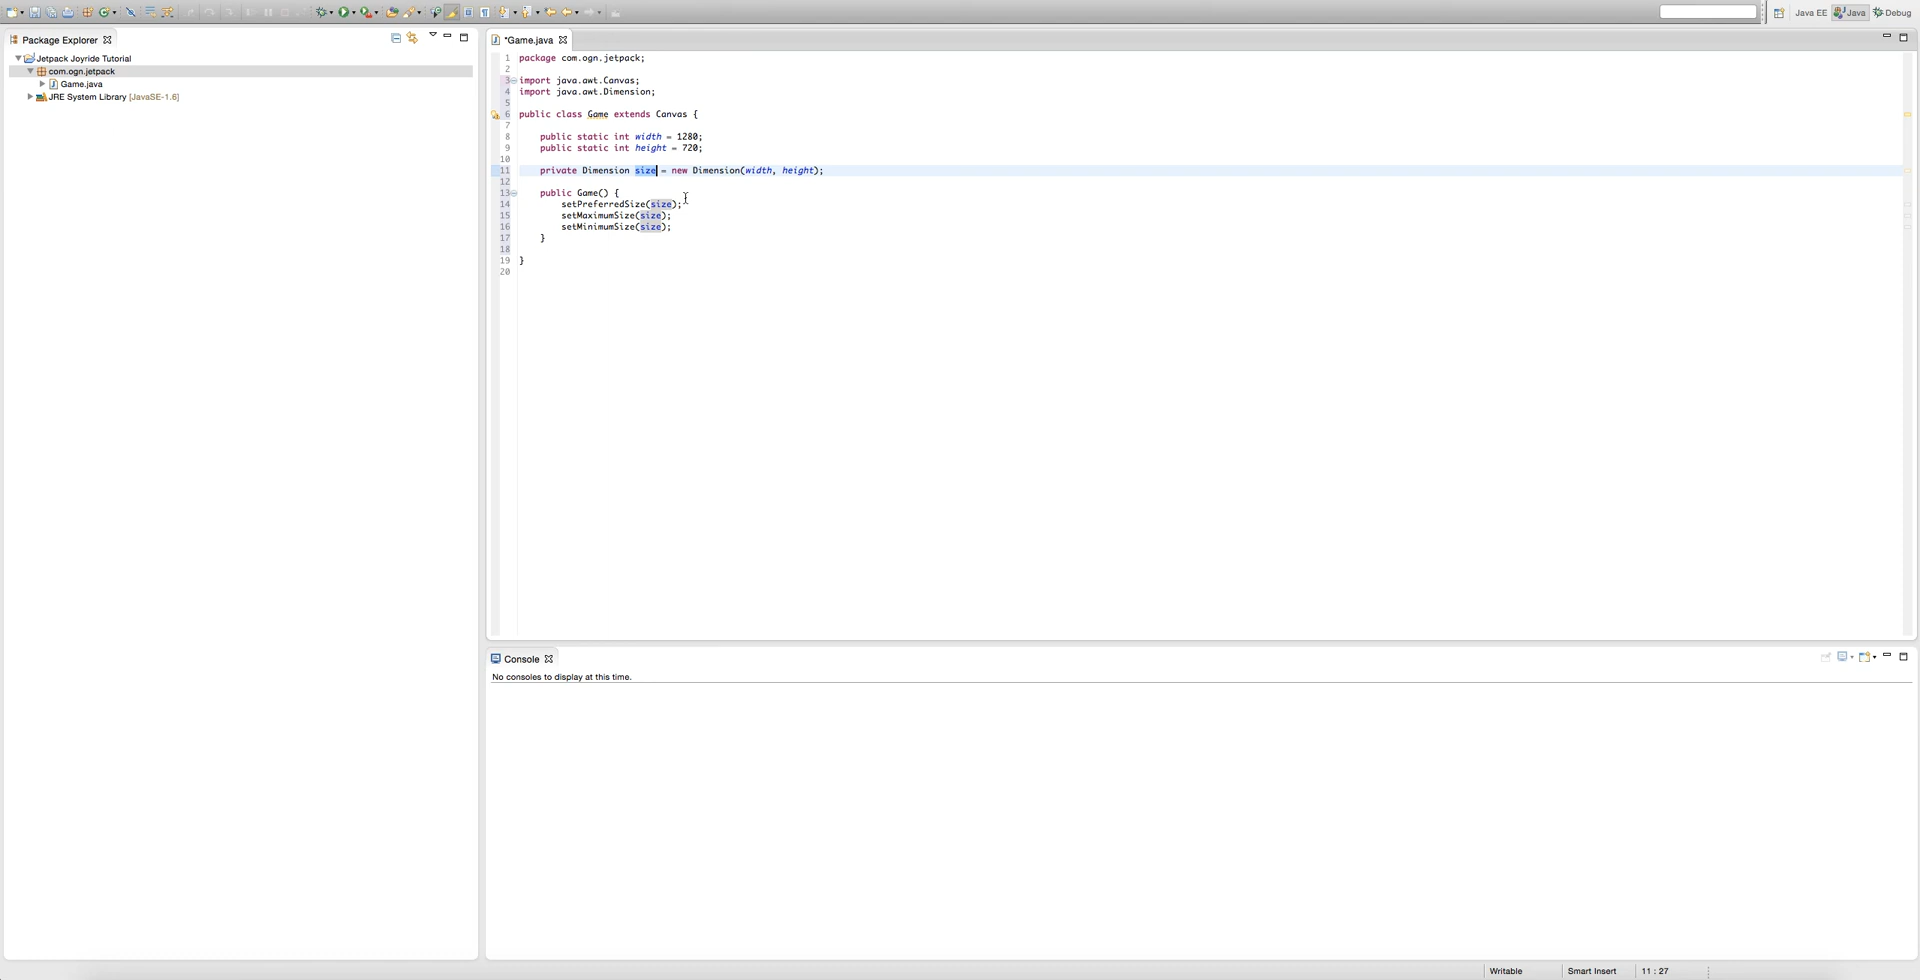 Java EE
Java
Debug
Package Explorer
Jetpack Joyride Tutorial
com.ogn.jetpack
Game.java
JRE System Library [JavaSE-1.6]
*Game.java
1 package com.ogn.jetpack;
2
3 import java.awt.Canvas;
4 import java.awt.Dimension;
5
6 public class Game extends Canvas {
7
8 public static int width = 1280;
9 public static int height = 720;
10
11 private Dimension size = new Dimension(width, height);
12
13 public Game() {
14 setPreferredSize(size);
15 setMaximumSize(size);
16 setMinimumSize(size);
17 }
18
19 }
20
Console
No consoles to display at this time.
Writable
Smart Insert
11 : 27